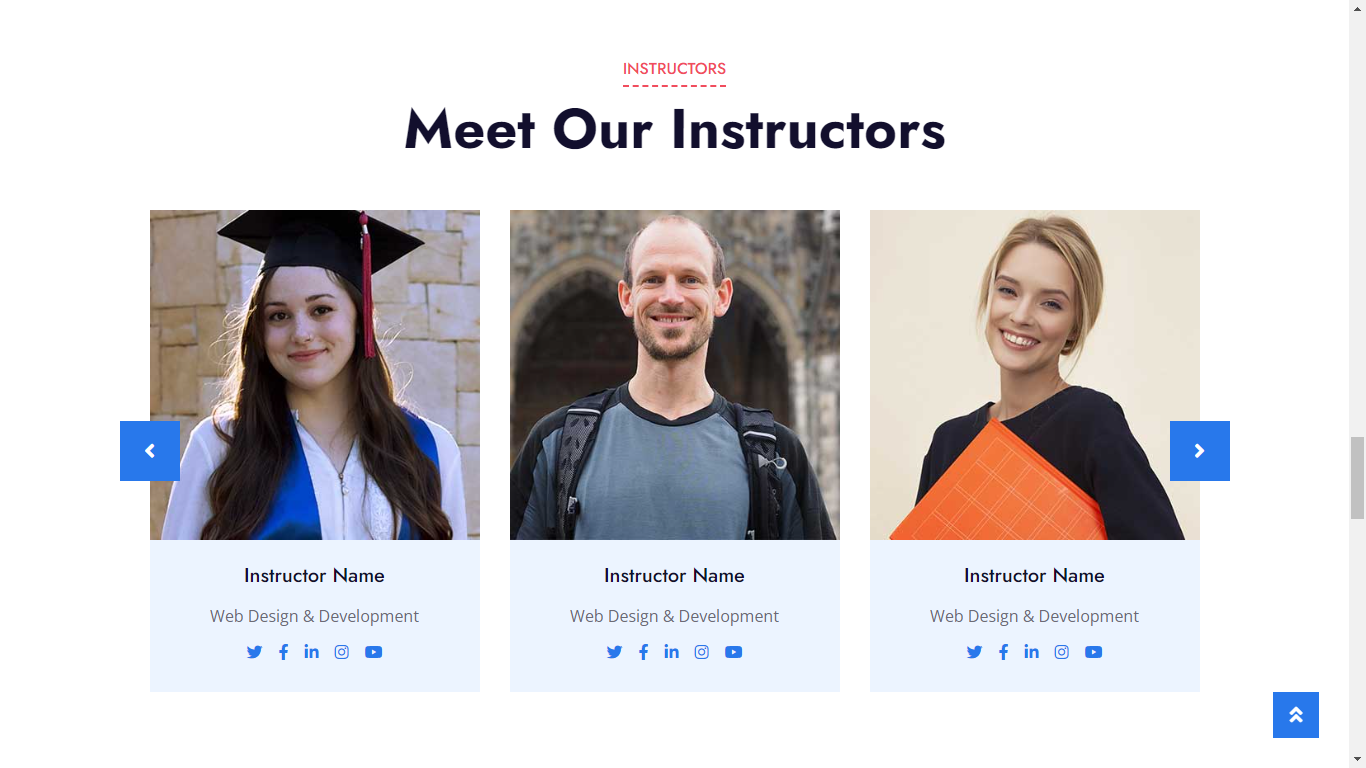 INSTRUCTORS
Meet Our Instructors
Instructor Name
Web Design & Development
Instructor Name
Web Design & Development
Instructor Name
Web Design & Development